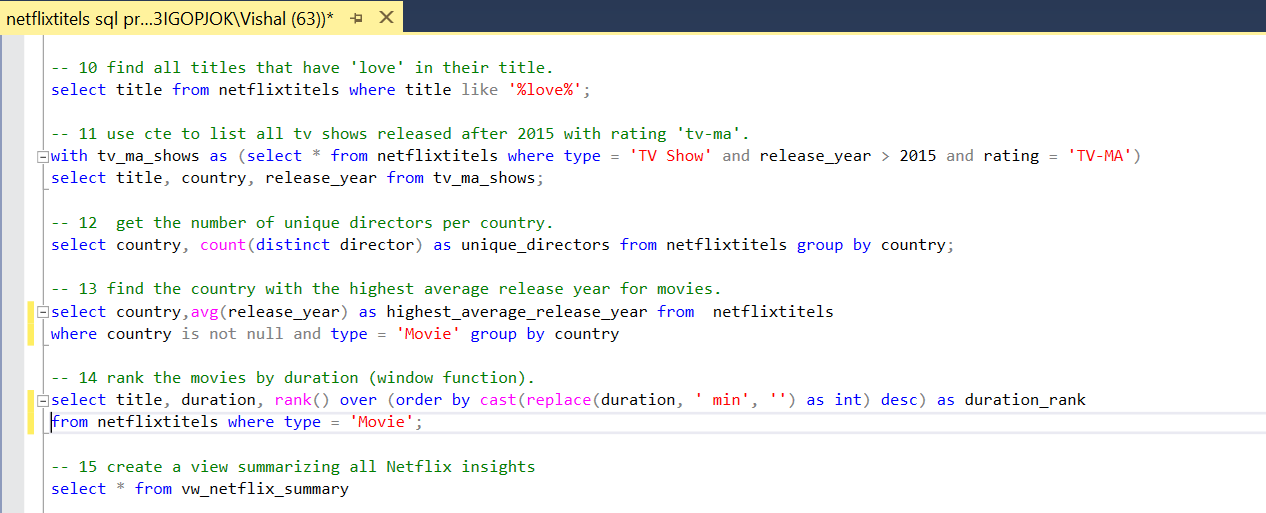 netflixtitels sql pr...3IGOPJOK\Vishal (63))*
-- 10 find all titles that have 'love' in their title.
select title from netflixtitels where title like '%love%';
-- 11 use cte to list all tv shows released after 2015 with rating 'tv-ma'.
with tv_ma_shows as (select * from netflixtitels where type = 'TV Show' and release_year > 2015 and rating = 'TV-MA')
select title, country, release_year from tv_ma_shows;
-- 12  get the number of unique directors per country.
select country, count(distinct director) as unique_directors from netflixtitels group by country;
-- 13 find the country with the highest average release year for movies.
select country,avg(release_year) as highest_average_release_year from  netflixtitels
where country is not null and type = 'Movie' group by country
-- 14 rank the movies by duration (window function).
select title, duration, rank() over (order by cast(replace(duration, ' min', '') as int) desc) as duration_rank
from netflixtitels where type = 'Movie';
-- 15 create a view summarizing all Netflix insights
select * from vw_netflix_summary